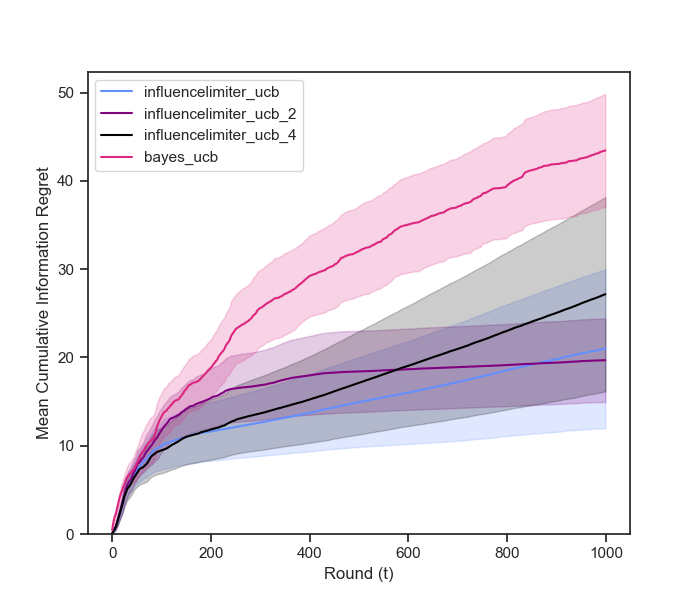 influencelimiter_ucb
influencelimiter_ucb_2
influencelimiter_ucb_4
bayes_ucb
Mean Cumulative Information Regret
50
40
30
20
10
0
0 200 400 600 800 1000
Round (t)